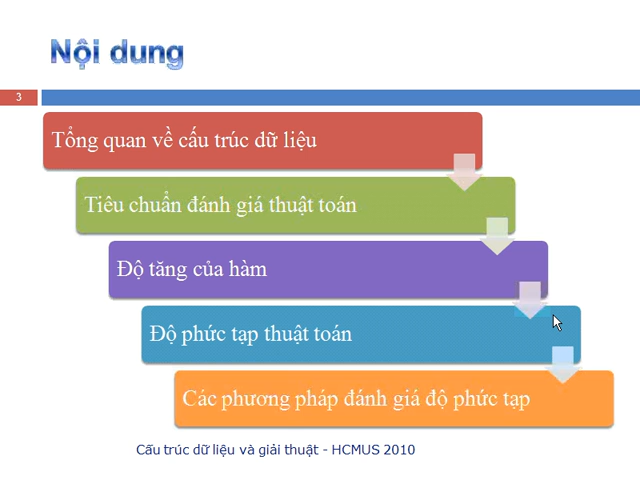 Nội dung
3
Tổng quan về cấu trúc dữ liệu
Tiêu chuẩn đánh giá thuật toán
Độ tăng của hàm
Độ phức tạp thuật toán
Các phương pháp đánh giá độ phức tạp
Cấu trúc dữ liệu và giải thuật - HCMUS 2010